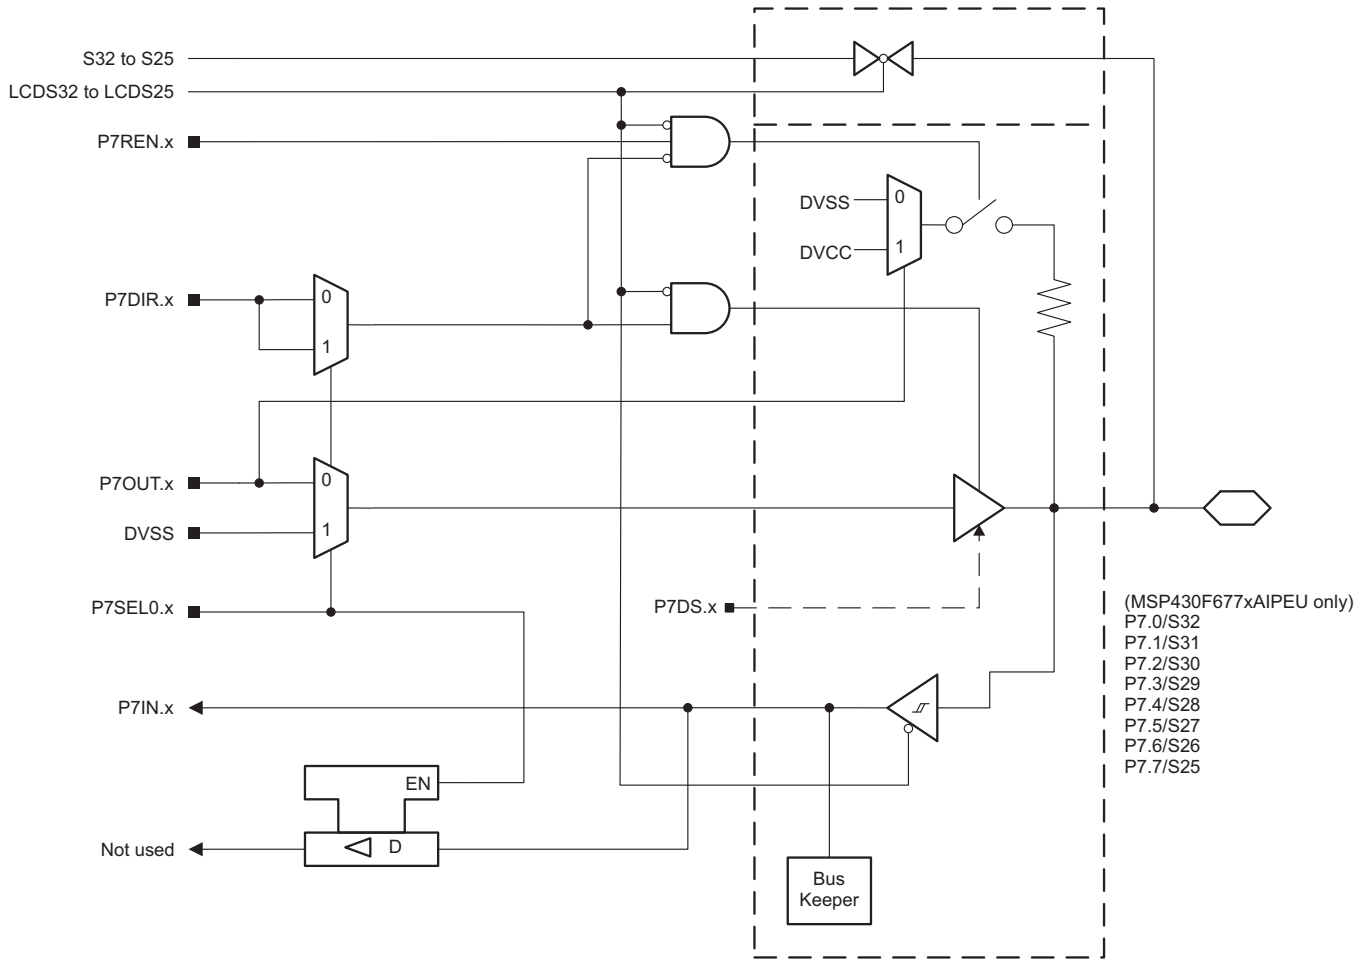 S32 to S25
LCDS32 to LCDS25
P7REN.x
DVSS
0
DVCC
1
P7DIR.x
0
1
P7OUT.x
0
DVSS
1
P7SEL0.x
P7DS.x
(MSP430F677xAIPEU only)
P7.0/S32
P7.1/S31
P7.2/S30
P7.3/S29
P7.4/S28
P7.5/S27
P7.6/S26
P7.7/S25
P7IN.x
EN
Not used
D
Bus
Keeper